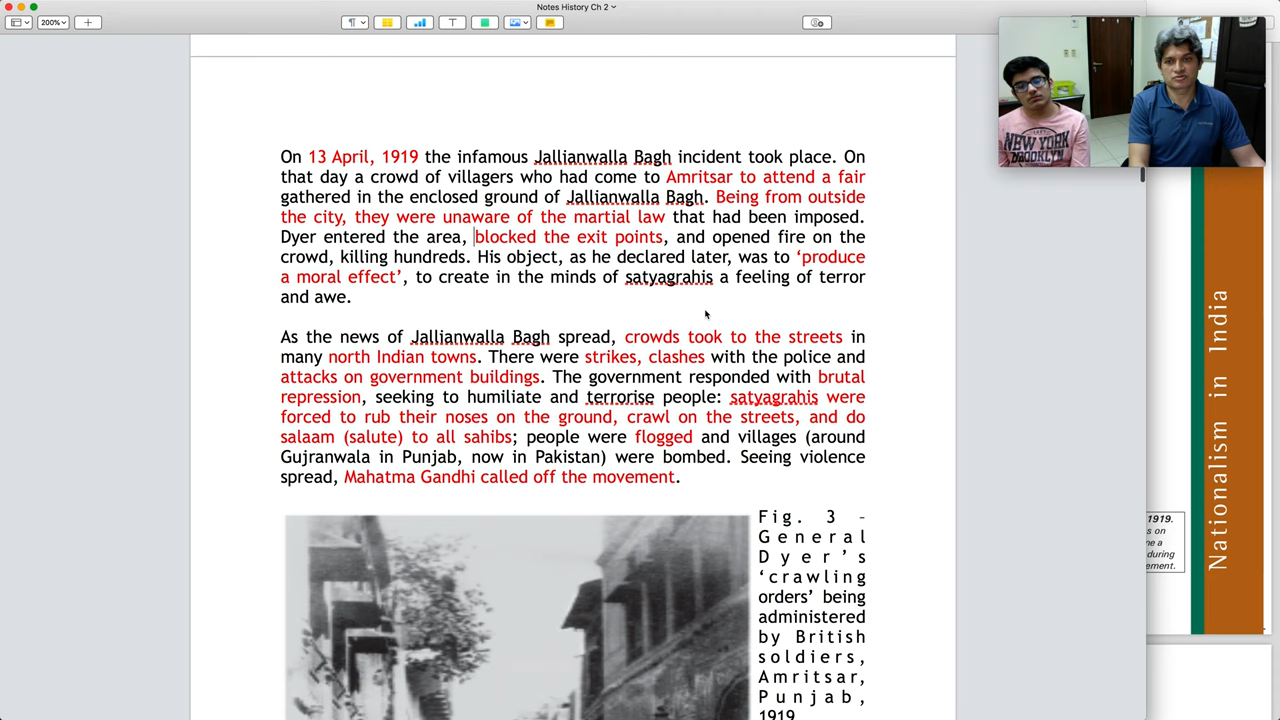 Notes History Ch 2
200%
On 13 April, 1919 the infamous Jallianwalla Bagh incident took place. On
that day a crowd of villagers who had come to Amritsar to attend a fair
gathered in the enclosed ground of Jallianwalla Bagh. Being from outside
the city, they were unaware of the martial law that had been imposed.
Dyer entered the area, blocked the exit points, and opened fire on the
crowd, killing hundreds. His object, as he declared later, was to ‘produce
a moral effect’, to create in the minds of satyagrahis a feeling of terror
and awe.
As the news of Jallianwalla Bagh spread, crowds took to the streets in
many north Indian towns. There were strikes, clashes with the police and
attacks on government buildings. The government responded with brutal
repression, seeking to humiliate and terrorise people: satyagrahis were
forced to rub their noses on the ground, crawl on the streets, and do
salaam (salute) to all sahibs; people were flogged and villages (around
Gujranwala in Punjab, now in Pakistan) were bombed. Seeing violence
spread, Mahatma Gandhi called off the movement.
Fig. 3 –
General
Dyer’s
‘crawling
orders’ being
administered
by British
soldiers,
Amritsar,
Punjab,
1919
NEW YORK
BROOKLYN
1919.
s on
ne a
during
ement.
Nationalism in India